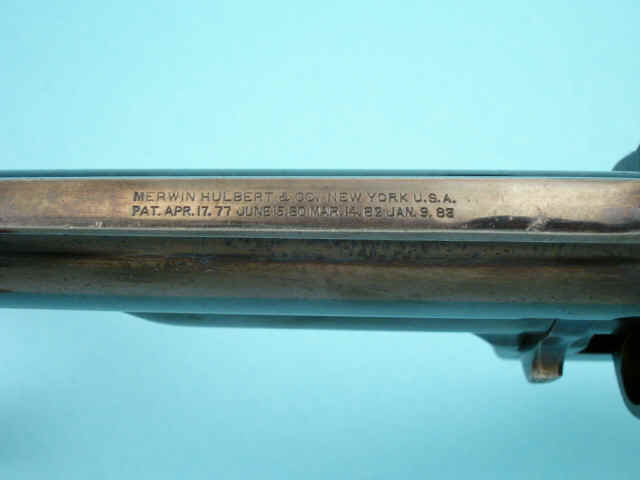 MERWIN HULBERT & CO. NEW YORK U.S.A.
PAT. APR. 17. 77 JUNE 15. 80 MAR. 14. 82 JAN. 9. 83